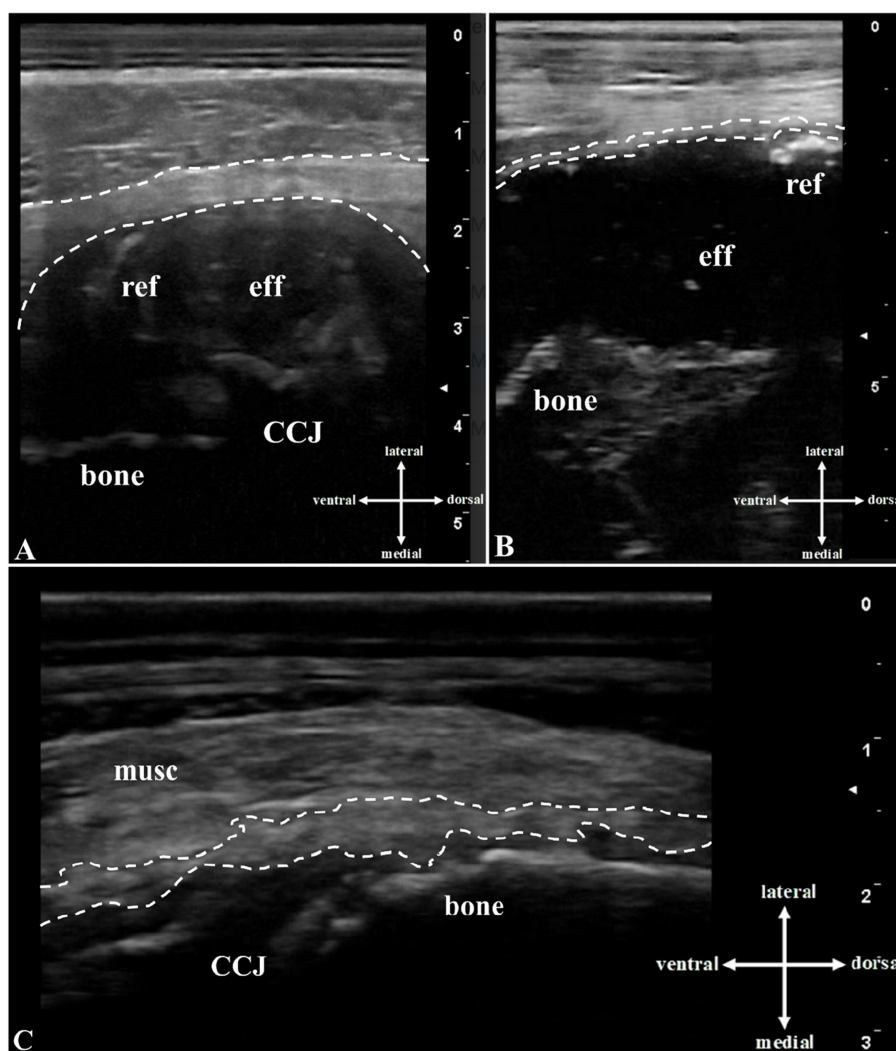 0
1
2
3
4
5
ref
eff
CCJ
bone
lateral
ventral
dorsal
medial
A
0
5
ref
eff
bone
lateral
ventral
dorsal
medial
B
0
1
2
3
musc
bone
CCJ
lateral
ventral
dorsa
medial
C